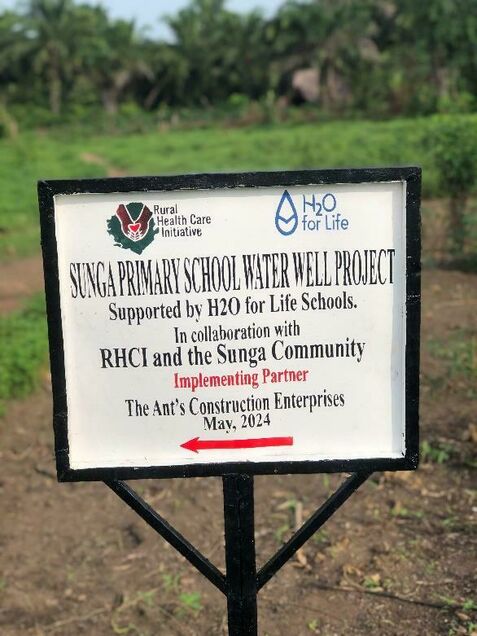 Rural
Health Care
Initiative
H2O
for Life
SUNGA PRIMARY SCHOOL WATER WELL PROJECT
Supported by H2O for Life Schools.
In collaboration with
RHCI and the Sunga Community
Implementing Partner
The Ant's Construction Enterprises
May, 2024